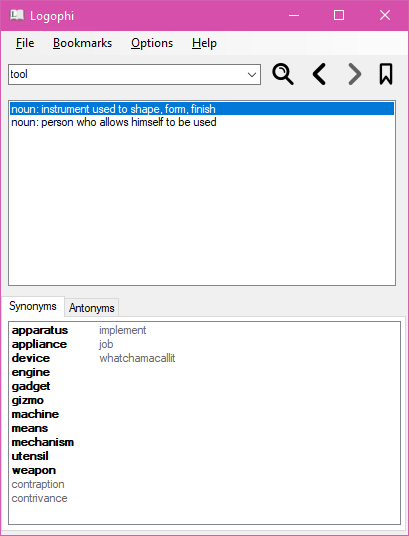 Logophi
File Bookmarks Options Help
tool
noun: instrument used to shape, form, finish
noun: person who allows himself to be used
Synonyms Antonyms
apparatus implement
appliance job
device whatchamacallit
engine
gadget
gizmo
machine
means
mechanism
utensil
weapon
contraption
contrivance